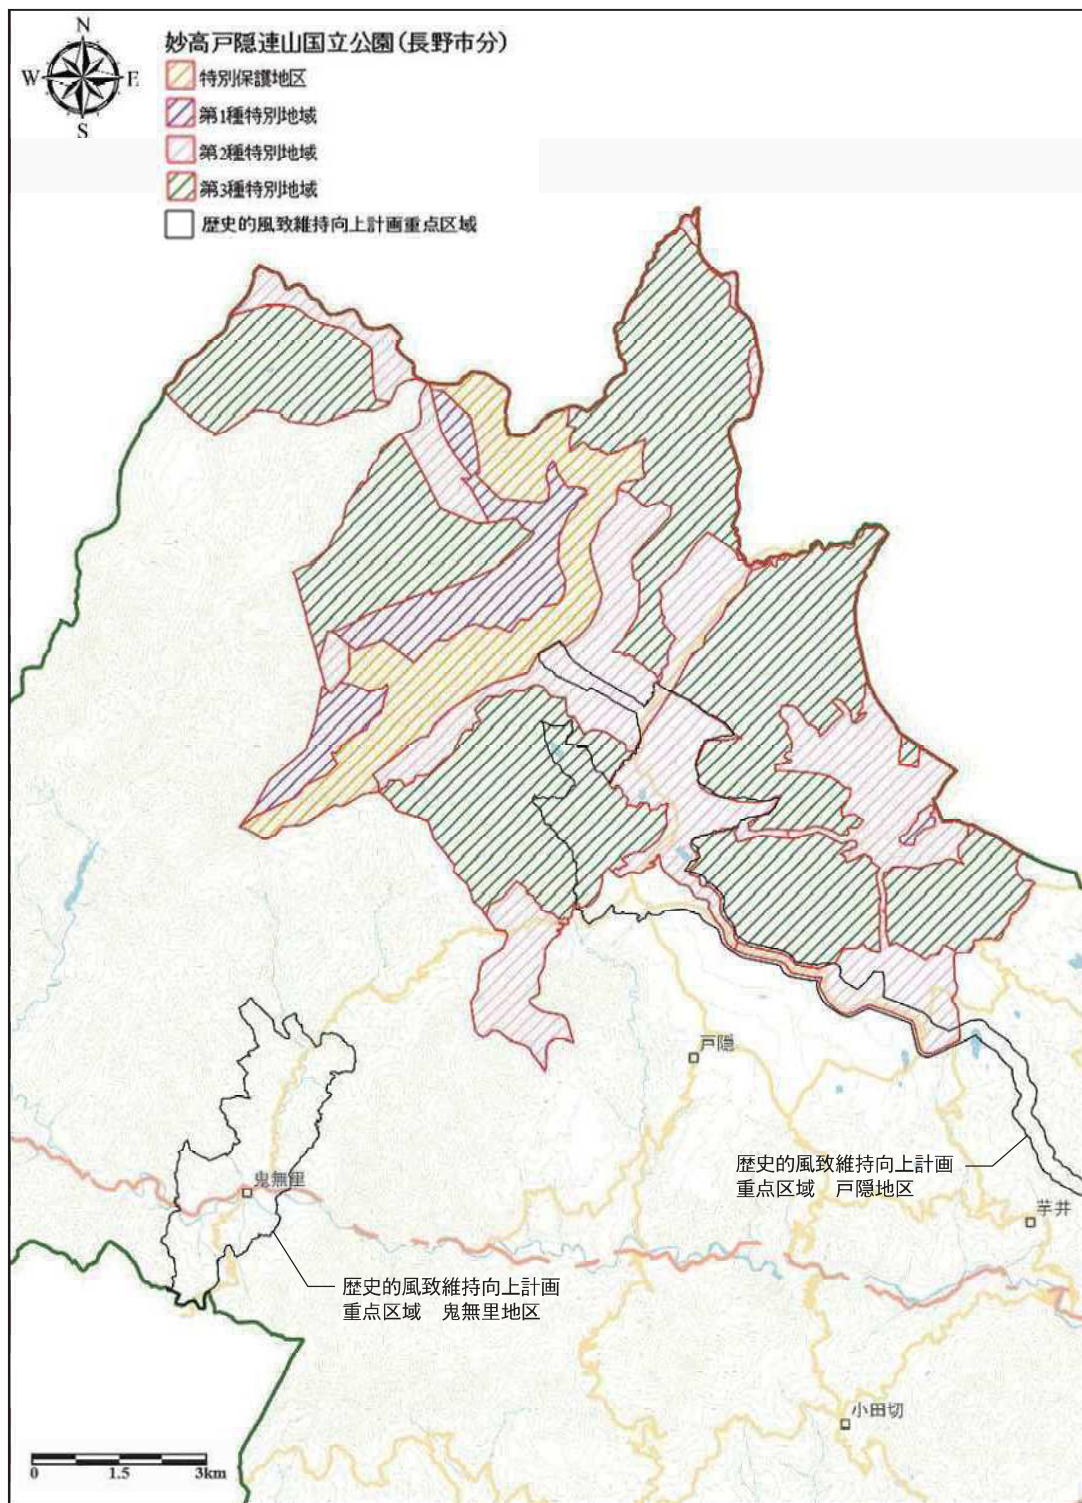 N
W E
S
妙高戸隠連山国立公園(長野市分)
特別保護地区
第1種特別地域
第2種特別地域
第3種特別地域
歴史的風致維持向上計画重点区域
戸隠
歴史的風致維持向上計画
重点区域 戸隠地区
鬼無里
芋井
歴史的風致維持向上計画
重点区域 鬼無里地区
小田切
0 1.5 3km